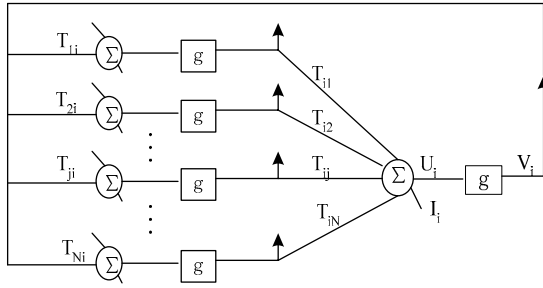 T1i Σ g Ti1
T2i Σ g Ti2
Tji Σ g Tij Σ Ui g Vi
Ii
TNi Σ g TiN